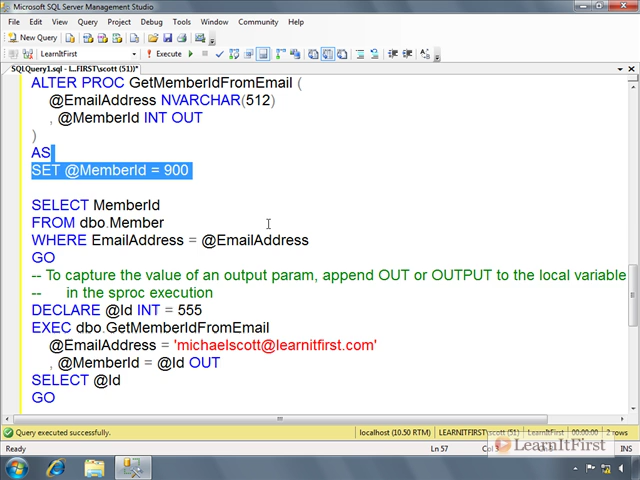 Microsoft SQL Server Management Studio
File Edit View Query Project Debug Tools Window Community Help
New Query
LearnItFirst Execute
SQLQuery1.sql - l...FIRST\scott (51))*
ALTER PROC GetMemberIdFromEmail (
@EmailAddress NVARCHAR(512)
, @MemberId INT OUT
)
AS
SET @MemberId = 900
SELECT MemberId
FROM dbo.Member
WHERE EmailAddress = @EmailAddress
GO
-- To capture the value of an output param, append OUT or OUTPUT to the local variable
-- in the sproc execution
DECLARE @Id INT = 555
EXEC dbo.GetMemberIdFromEmail
@EmailAddress = 'michaelscott@learnitfirst.com'
, @MemberId = @Id OUT
SELECT @Id
GO
Query executed successfully. localhost (10.50 RTM) LEARNITFIRST\scott (51) LearnItFirst 00:00:00 2 rows
LearnItFirst
Ready Ln 57 INS